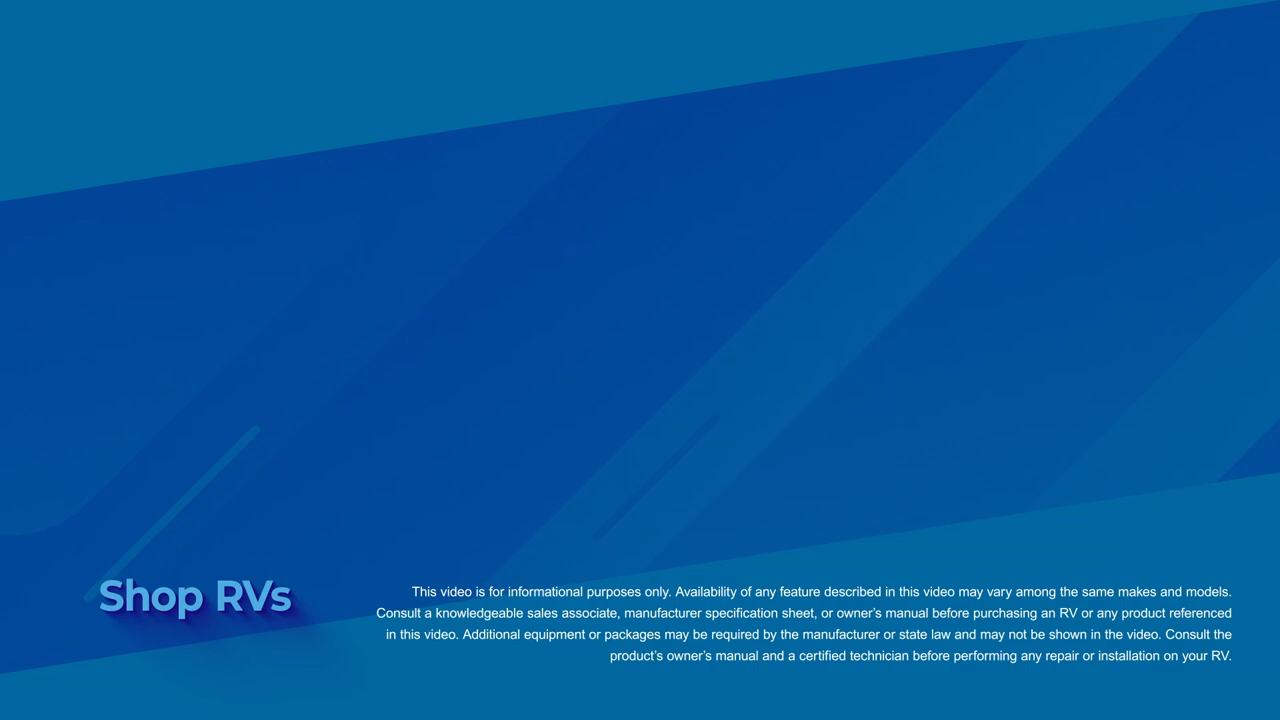 Shop RVs
This video is for informational purposes only. Availability of any feature described in this video may vary among the same makes and models.
Consult a knowledgeable sales associate, manufacturer specification sheet, or owner’s manual before purchasing an RV or any product referenced
in this video. Additional equipment or packages may be required by the manufacturer or state law and may not be shown in the video. Consult the
product’s owner’s manual and a certified technician before performing any repair or installation on your RV.